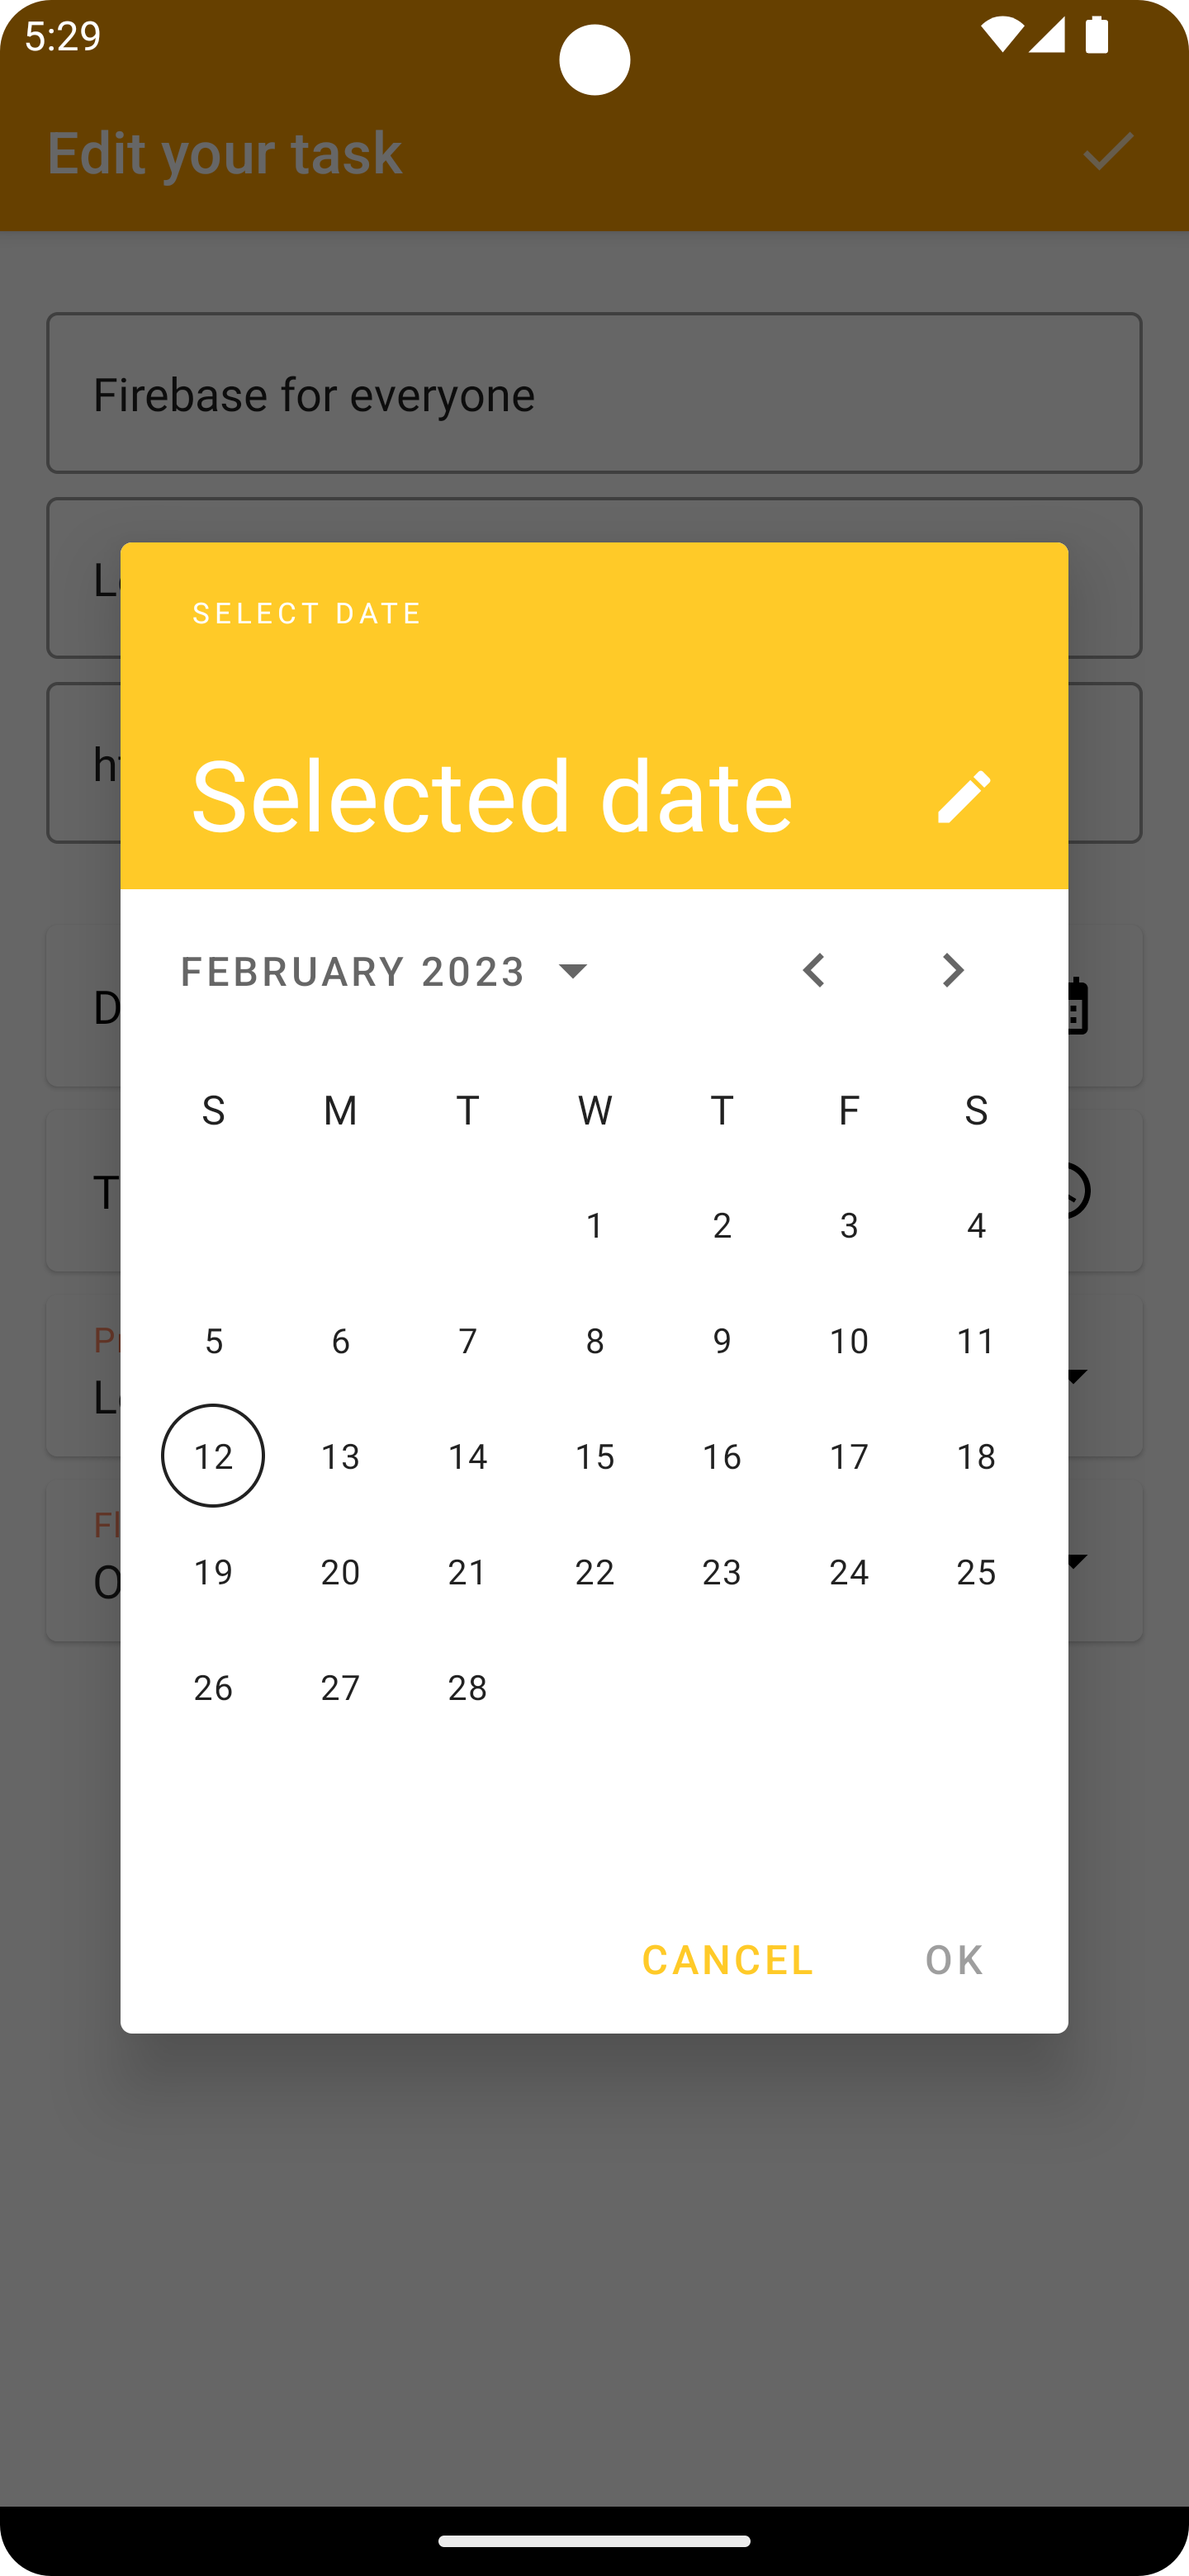 5:29
Edit your task
Firebase for everyone
SELECT DATE
Selected date
FEBRUARY 2023
S M T W T F S
1 2 3 4
5 6 7 8 9 10 11
12 13 14 15 16 17 18
19 20 21 22 23 24 25
26 27 28
CANCEL OK